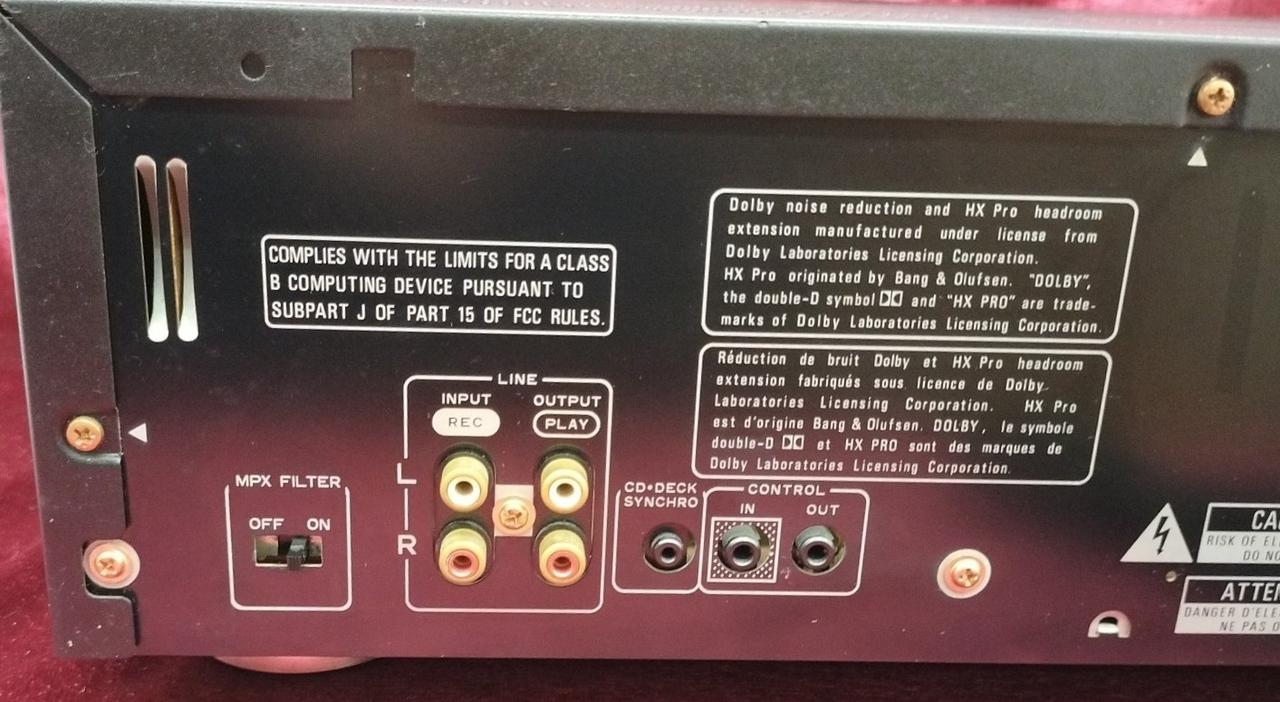 COMPLIES WITH THE LIMITS FOR A CLASS
B COMPUTING DEVICE PURSUANT TO
SUBPART J OF PART 15 OF FCC RULES.
Dolby noise reduction and HX Pro headroom
extension manufactured under license from
Dolby Laboratories Licensing Corporation.
HX Pro originated by Bang & Olufsen. "DOLBY",
the double-D symbol and "HX PRO" are trade-
marks of Dolby Laboratories Licensing Corporation.
Réduction de bruit Dolby et HX Pro headroom
extension fabriqués sous licence de Dolby
Laboratories Licensing Corporation. HX Pro
est d'origine Bang & Olufsen. DOLBY, le symbole
double-D et HX PRO sont des marques de
Dolby Laboratories Licensing Corporation.
LINE
INPUT OUTPUT
REC PLAY
L
R
MPX FILTER
OFF ON
CD•DECK
SYNCHRO
CONTROL
IN OUT
CA
RISK OF EL
DO NO
ATTE
DANGER D'ELE
NE PAS O